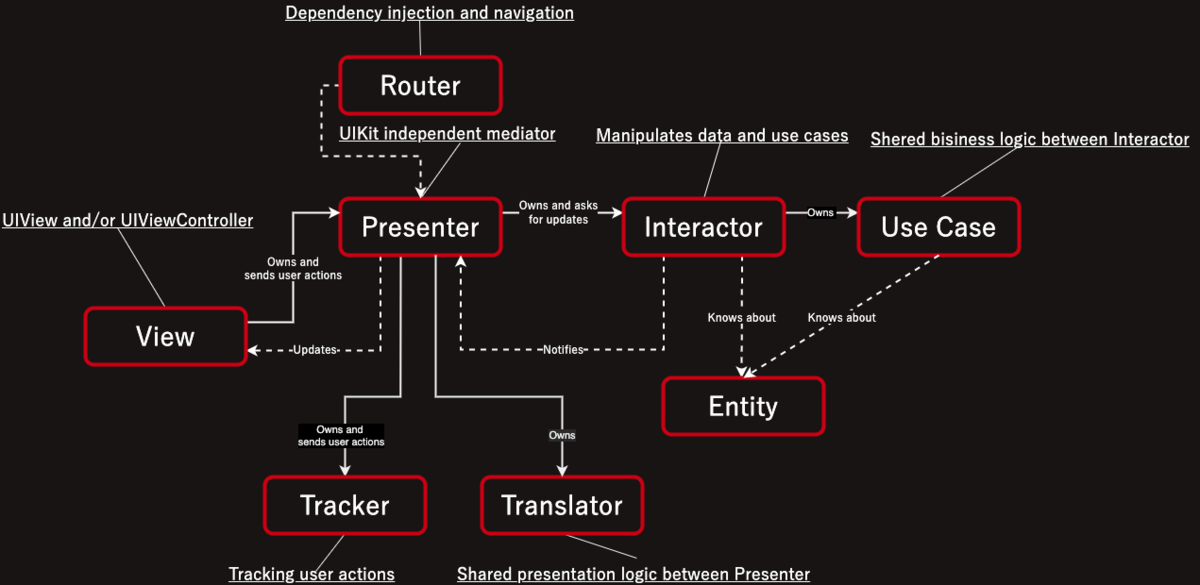 Dependency injection and navigation
Router
UIKit independent mediator
Manipulates data and use cases
Shared bisiness logic between Interactor
UIView and/or UIViewController
Presenter
Owns and asks
for updates
Interactor
Owns
Use Case
Owns and
sends user actions
View
Updates
Notifies
Knows about
Knows about
Entity
Owns and
sends user actions
Owns
Tracker
Translator
Tracking user actions
Shared presentation logic between Presenter